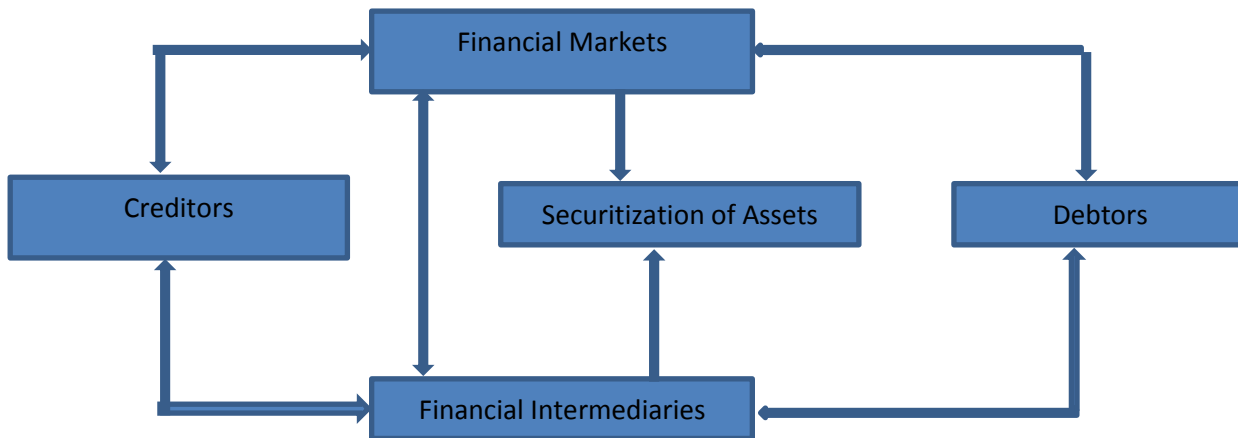 Financial Markets
Creditors
Securitization of Assets
Debtors
Financial Intermediaries